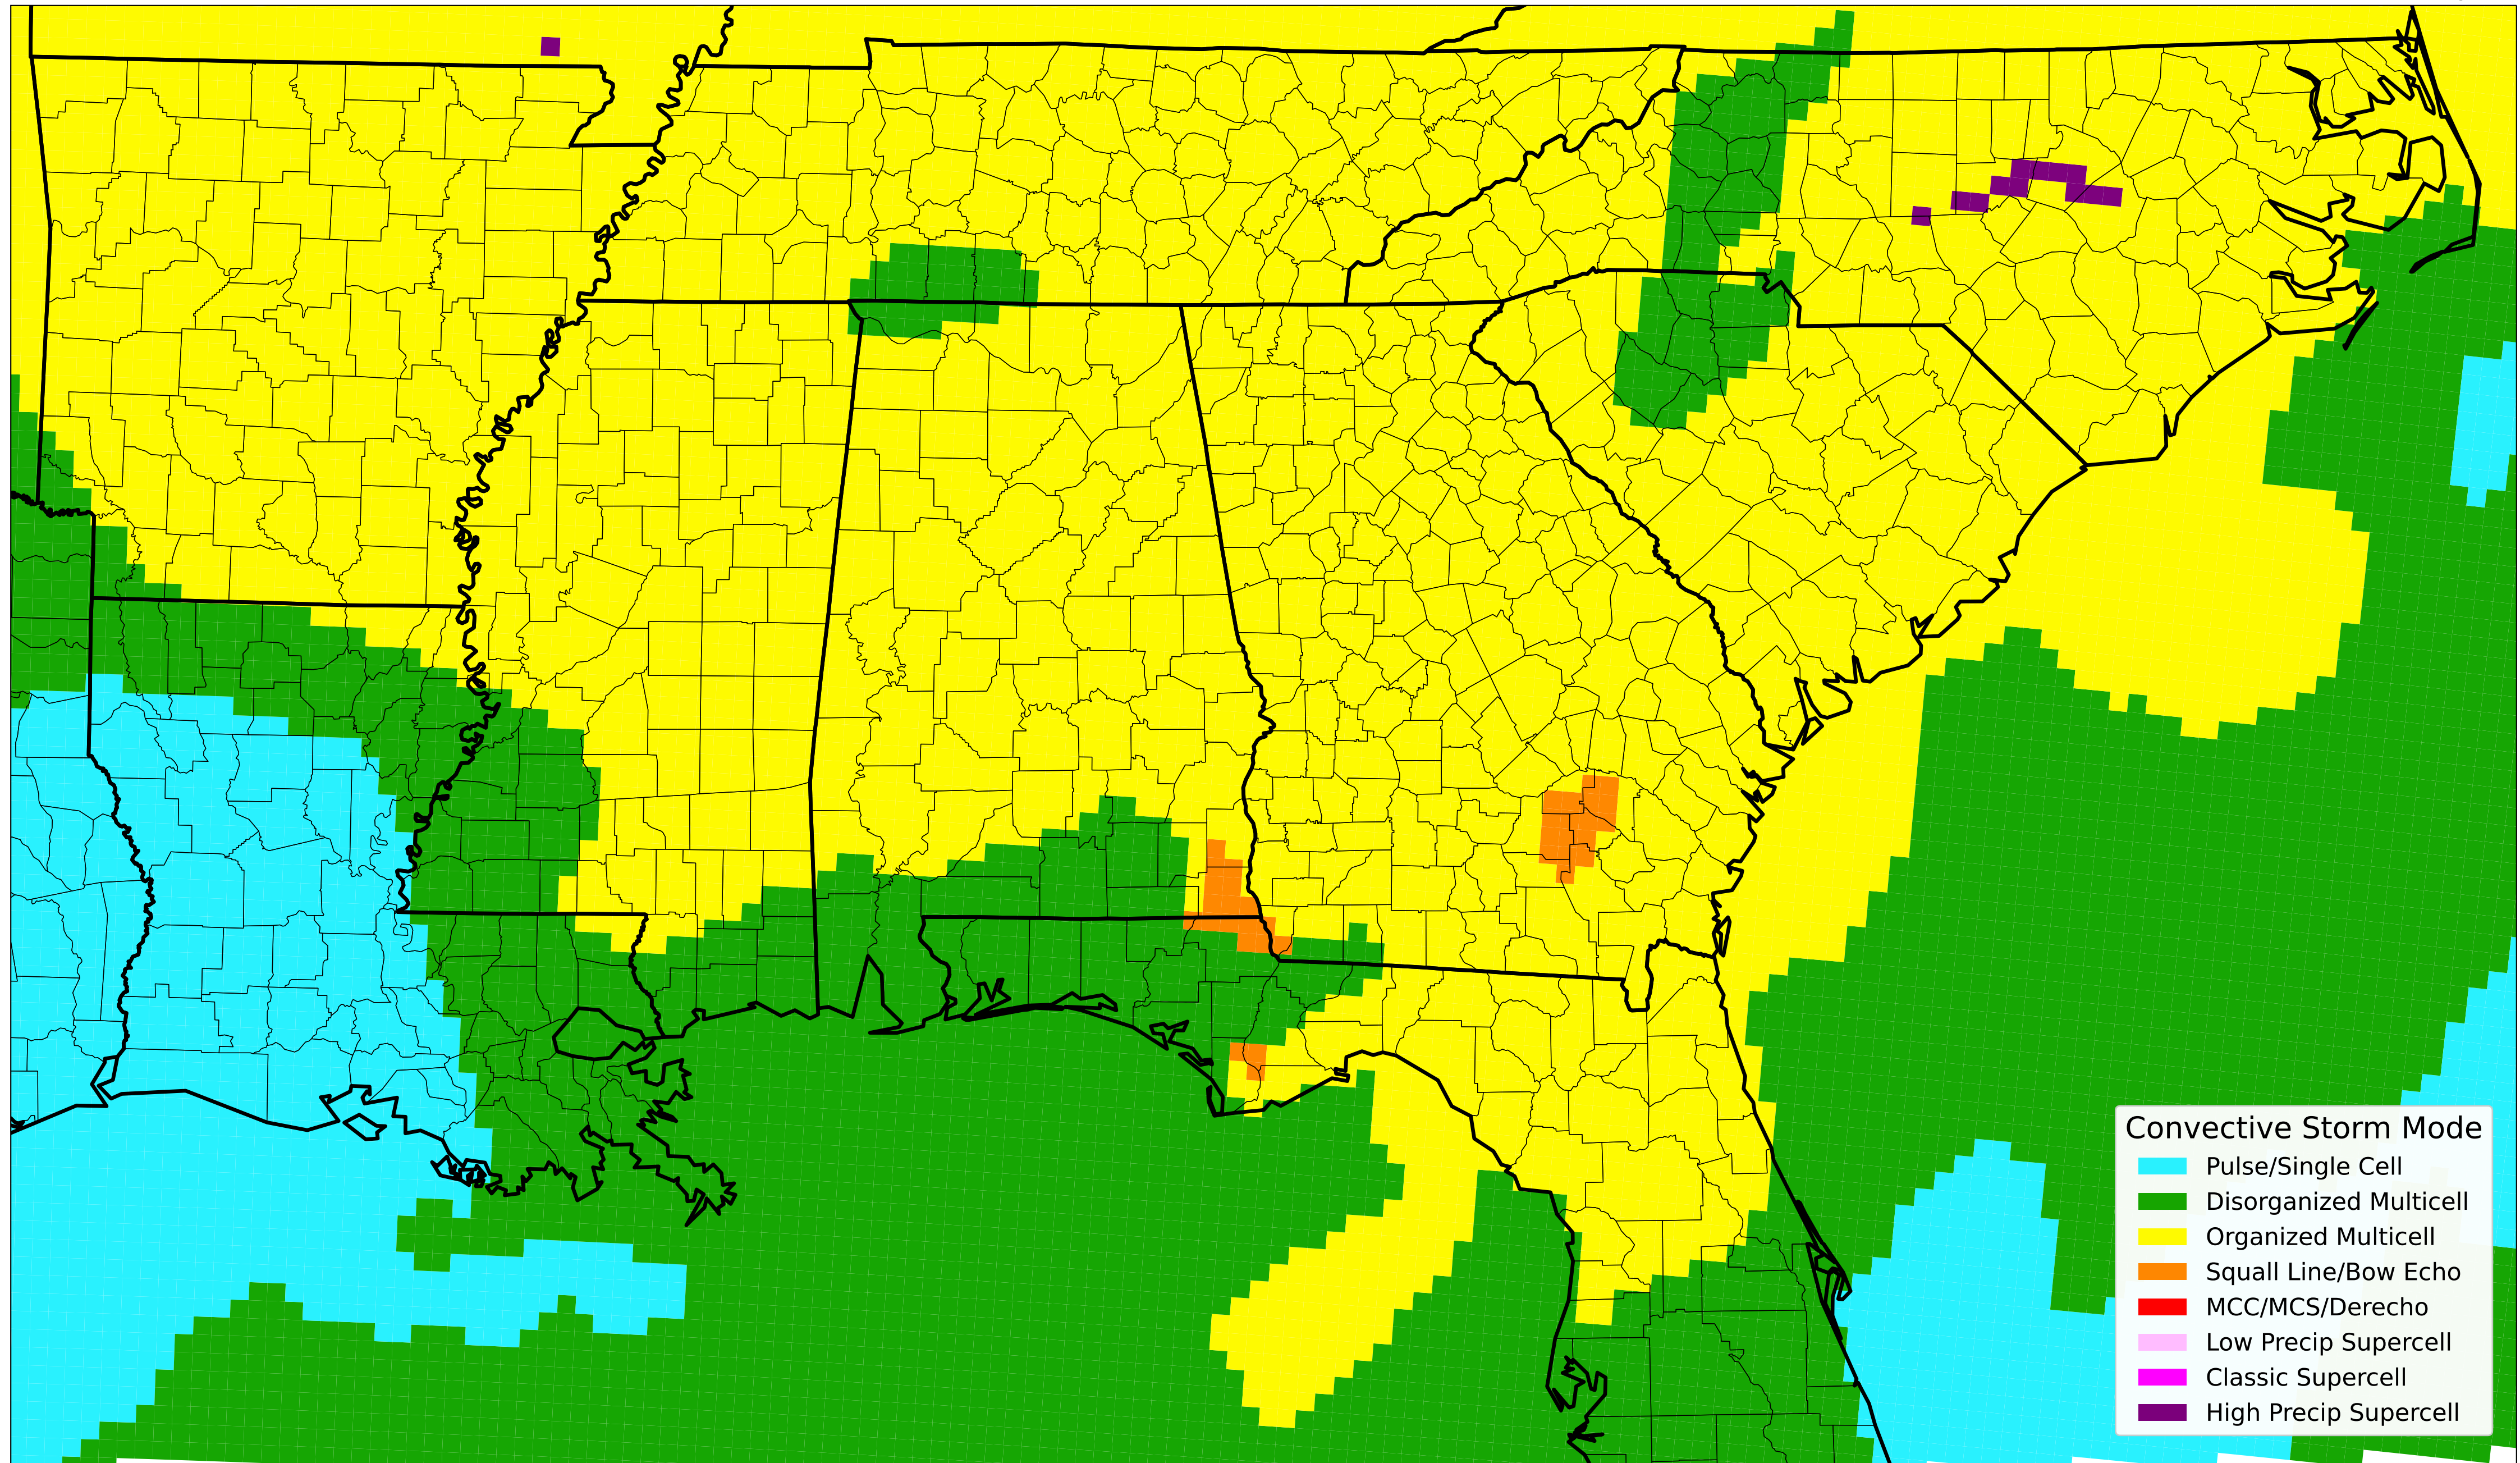 Convective Storm Mode
Pulse/Single Cell
Disorganized Multicell
Organized Multicell
Squall Line/Bow Echo
MCC/MCS/Derecho
Low Precip Supercell
Classic Supercell
High Precip Supercell